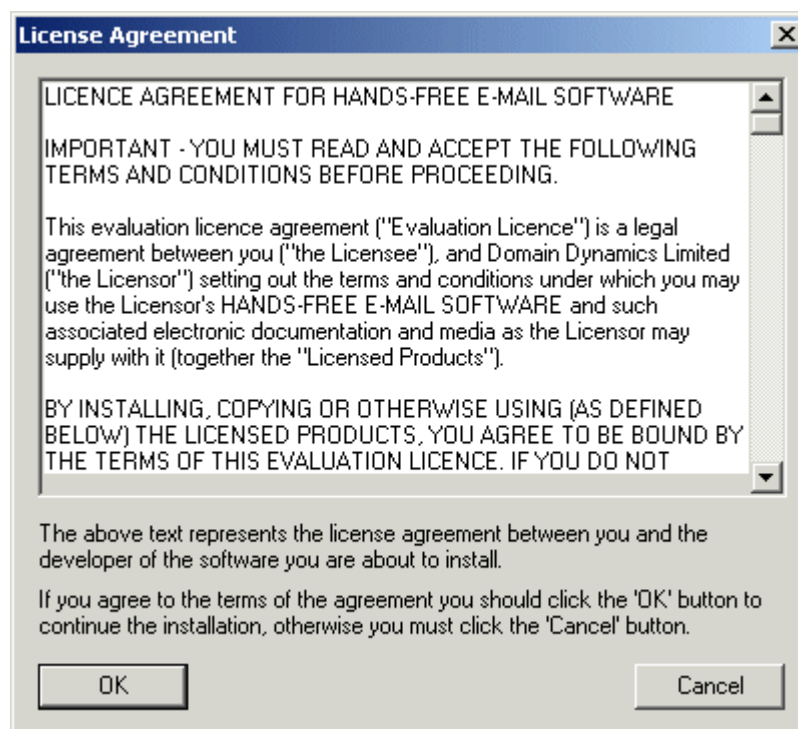 License Agreement
LICENCE AGREEMENT FOR HANDS-FREE E-MAIL SOFTWARE
IMPORTANT - YOU MUST READ AND ACCEPT THE FOLLOWING
TERMS AND CONDITIONS BEFORE PROCEEDING.
This evaluation licence agreement ("Evaluation Licence") is a legal
agreement between you ("the Licensee"), and Domain Dynamics Limited
("the Licensor") setting out the terms and conditions under which you may
use the Licensor's HANDS-FREE E-MAIL SOFTWARE and such
associated electronic documentation and media as the Licensor may
supply with it (together the "Licensed Products").
BY INSTALLING, COPYING OR OTHERWISE USING (AS DEFINED
BELOW) THE LICENSED PRODUCTS, YOU AGREE TO BE BOUND BY
THE TERMS OF THIS EVALUATION LICENCE. IF YOU DO NOT
The above text represents the license agreement between you and the
developer of the software you are about to install.
If you agree to the terms of the agreement you should click the 'OK' button to
continue the installation, otherwise you must click the 'Cancel' button.
OK
Cancel